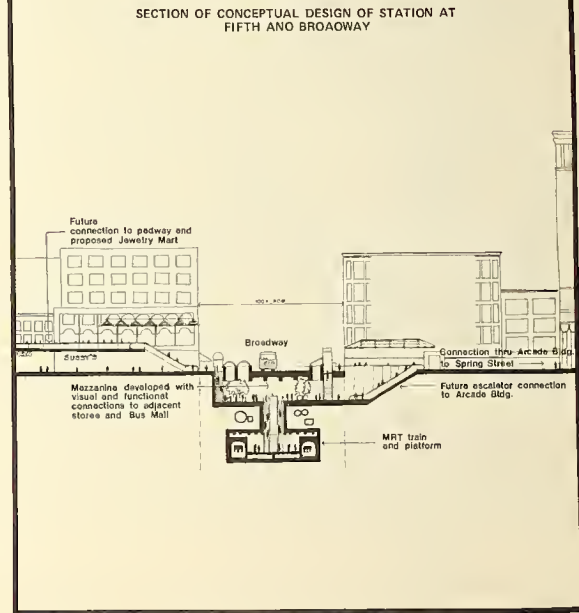 SECTION OF CONCEPTUAL DESIGN OF STATION AT
FIFTH AND BROADWAY
Future
connection to pedway and
proposed Jewelry Mart
Broadway
Connection thru Arcade Bldg.
to Spring Street
Mezzanine developed with
visual and functional
connections to adjacent
stores and Bus Mall
Future escalator connection
to Arcade Bldg.
MRT train
and platform